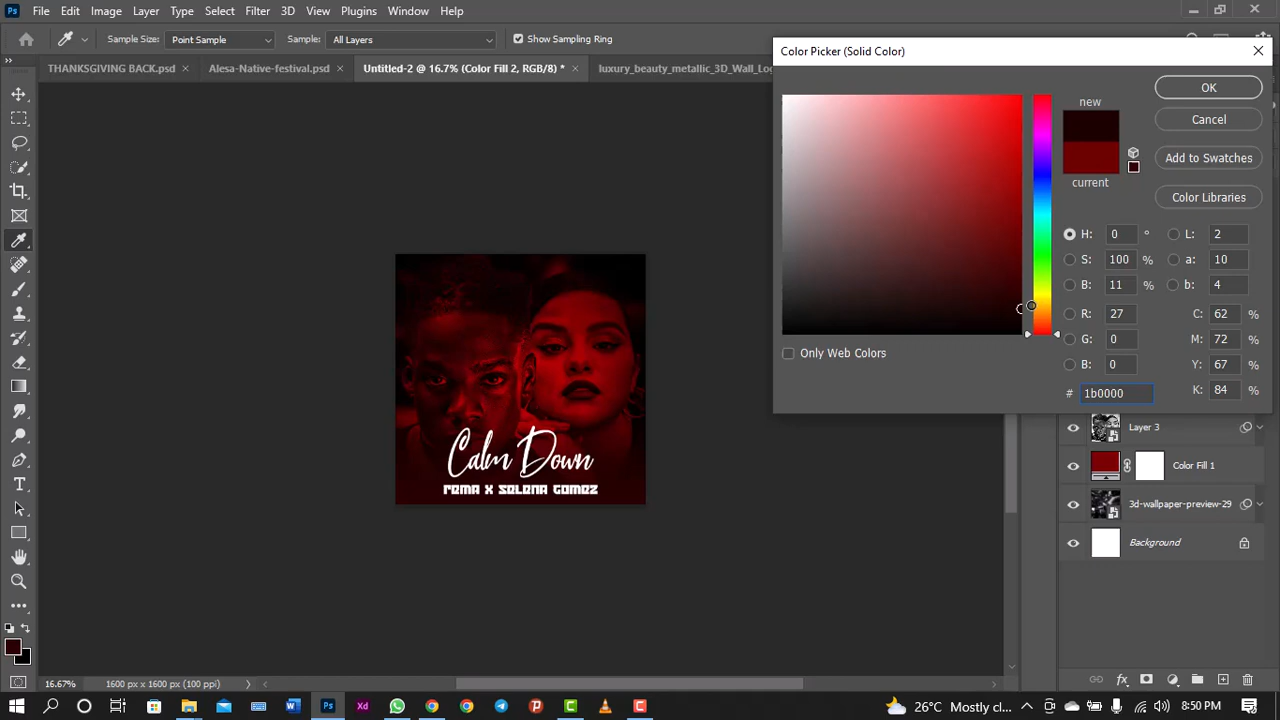 Ps File Edit Image Layer Type Select Filter 3D View Plugins Window Help
Sample Size: Point Sample Sample: All Layers Show Sampling Ring
THANKSGIVING BACK.psd × Alesa-Native-festival.psd × Untitled-2 @ 16.7% (Color Fill 2, RGB/8) * × luxury_beauty_metallic_3D_Wall_Log
Color Picker (Solid Color)
new
current
OK
Cancel
Add to Swatches
Color Libraries
H: 0 ° L: 2
S: 100 % a: 10
B: 11 % b: 4
R: 27 C: 62 %
G: 0 M: 72 %
B: 0 Y: 67 %
# 1b0000 K: 84 %
Only Web Colors
Calm Down
rema x selena gomez
Layer 3
Color Fill 1
3d-wallpaper-preview-29
Background
fx
16.67% 1600 px x 1600 px (100 ppi)
W Ps Xd 26°C Mostly cl... 8:50 PM